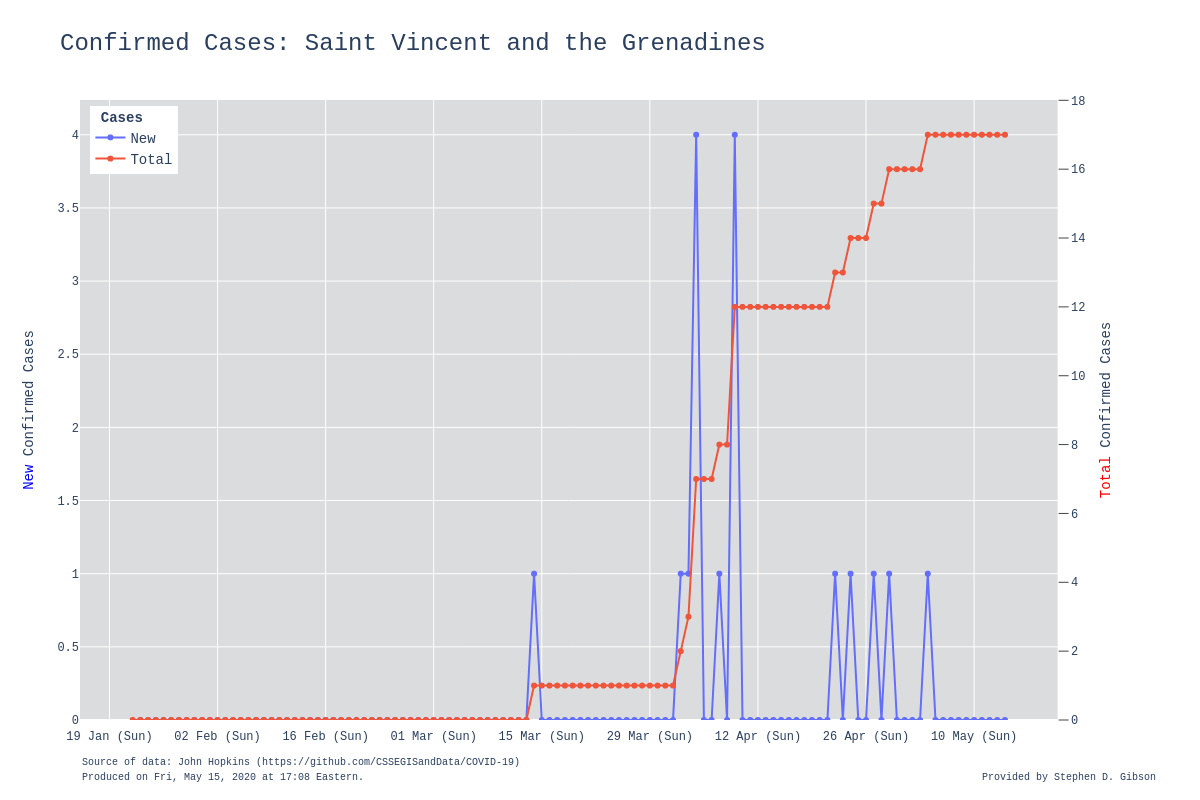 Confirmed Cases: Saint Vincent and the Grenadines
Cases
New
Total
4
3.5
3
2.5
2
1.5
1
0.5
0
New Confirmed Cases
18
16
14
12
10
8
6
4
2
0
Total Confirmed Cases
19 Jan (Sun) 02 Feb (Sun) 16 Feb (Sun) 01 Mar (Sun) 15 Mar (Sun) 29 Mar (Sun) 12 Apr (Sun) 26 Apr (Sun) 10 May (Sun)
Source of data: John Hopkins (https://github.com/CSSEGISandData/COVID-19)
Produced on Fri, May 15, 2020 at 17:08 Eastern.
Provided by Stephen D. Gibson